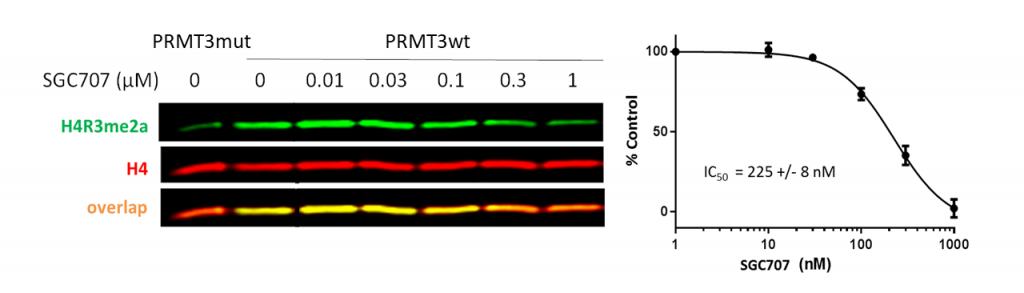 PRMT3mut PRMT3wt
SGC707 (µM) 0 0 0.01 0.03 0.1 0.3 1
H4R3me2a
H4
overlap
% Control
100
50
0
IC50 = 225 +/- 8 nM
1 10 100 1000
SGC707 (nM)